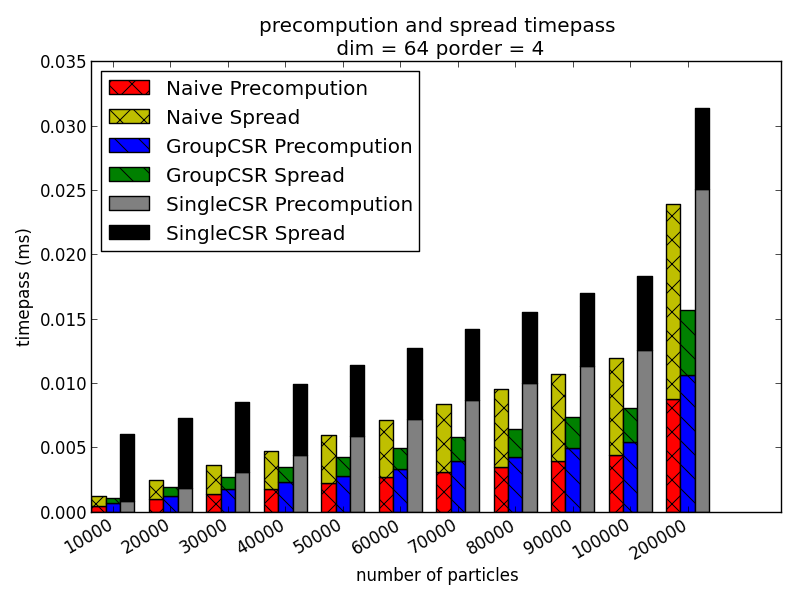 precompution and spread timepass
dim = 64 porder = 4
0.035
0.030
0.025
0.020
0.015
0.010
0.005
0.000
timepass (ms)
Naive Precompution
Naive Spread
GroupCSR Precompution
GroupCSR Spread
SingleCSR Precompution
SingleCSR Spread
10000
20000
30000
40000
50000
60000
70000
80000
90000
100000
200000
number of particles